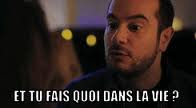 ET TU FAIS QUOI DANS LA VIE ?